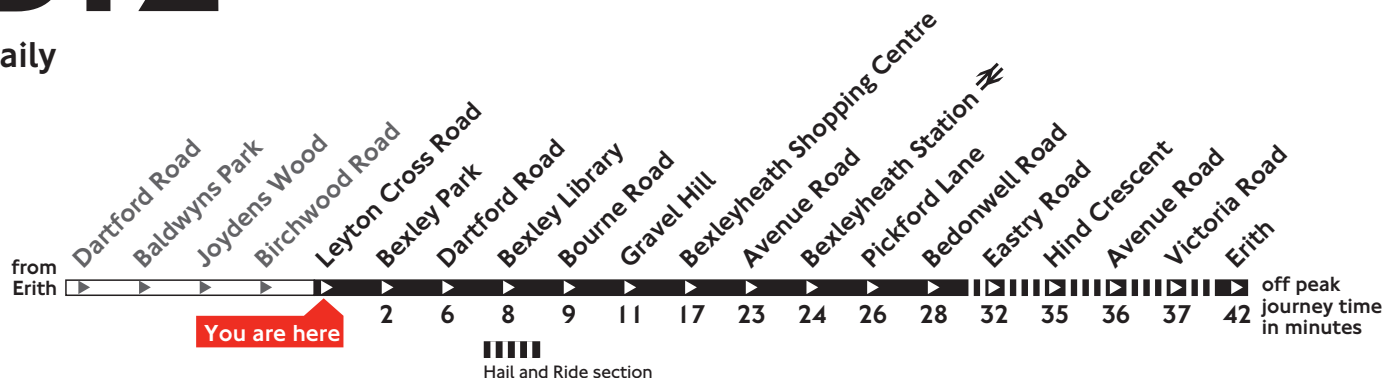 aily
from
Erith
Dartford Road
Baldwyns Park
Joydens Wood
Birchwood Road
Leyton Cross Road
Bexley Park
Dartford Road
Bexley Library
Bourne Road
Gravel Hill
Bexleyheath Shopping Centre
Avenue Road
Bexleyheath Station
Pickford Lane
Bedonwell Road
Eastry Road
Hind Crescent
Avenue Road
Victoria Road
Erith
You are here
2 6 8 9 11 17 23 24 26 28 32 35 36 37 42
off peak
journey time
in minutes
Hail and Ride section